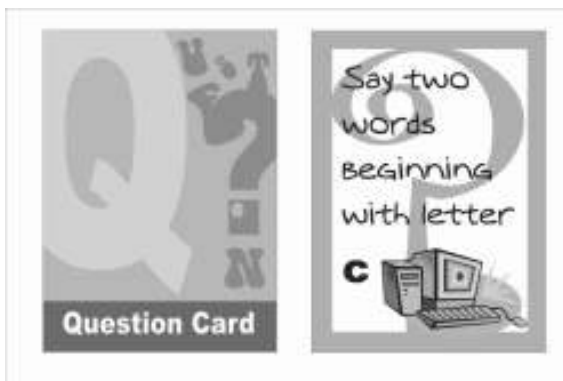 Q
U S T
E ?
I
N
Question Card
Say two
words
Beginning
with letter
C